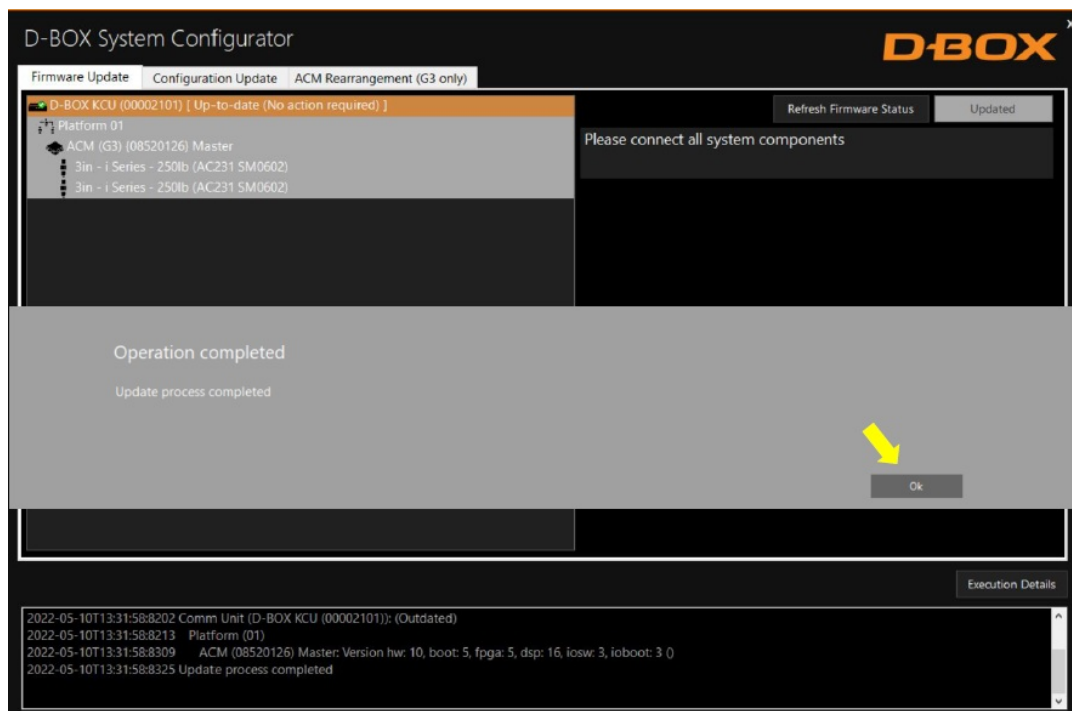 D-BOX System Configurator
D-BOX
Firmware Update
Configuration Update
ACM Rearrangement (G3 only)
D-BOX KCU (00002101) [ Up-to-date (No action required) ]
Platform 01
ACM (G3) (08520126) Master
3in - i Series - 250lb (AC231 SM0602)
3in - i Series - 250lb (AC231 SM0602)
Refresh Firmware Status
Updated
Please connect all system components
Operation completed
Update process completed
Ok
Execution Details
2022-05-10T13:31:58:8202 Comm Unit (D-BOX KCU (00002101)): (Outdated)
2022-05-10T13:31:58:8213 Platform (01)
2022-05-10T13:31:58:8309 ACM (08520126) Master: Version hw: 10, boot: 5, fpga: 5, dsp: 16, iosw: 3, ioboot: 3 ()
2022-05-10T13:31:58:8325 Update process completed